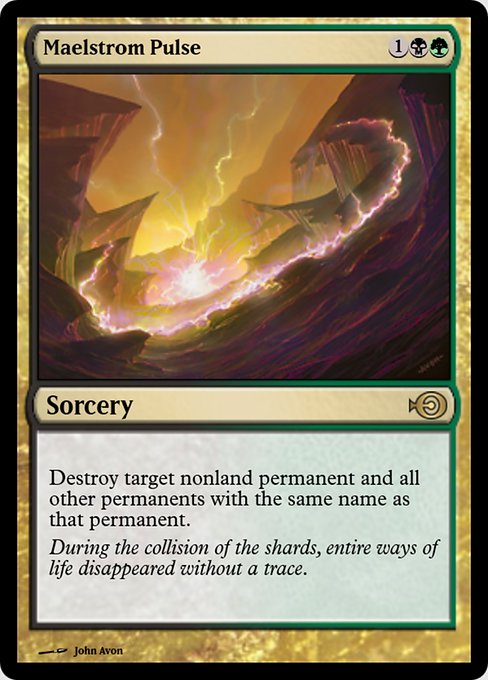 Maelstrom Pulse 1
Sorcery
Destroy target nonland permanent and all
other permanents with the same name as
that permanent.
During the collision of the shards, entire ways of
life disappeared without a trace.
John Avon